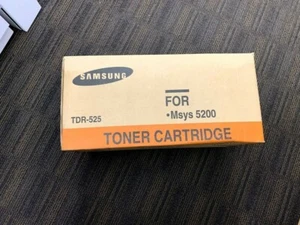 SAMSUNG
FOR
•Msys 5200
TDR-525
TONER CARTRIDGE